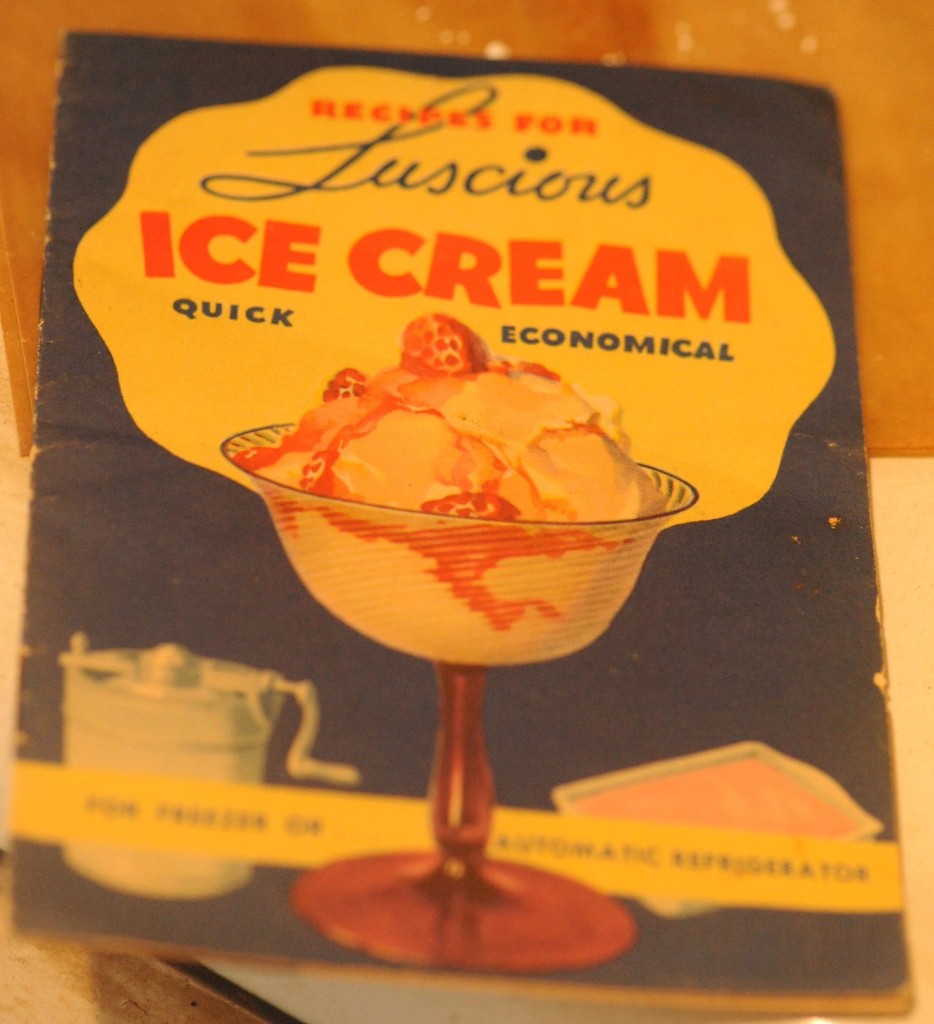 RECIPES FOR
Luscious
ICE CREAM
QUICK ECONOMICAL
FOR FREEZER OR AUTOMATIC REFRIGERATOR